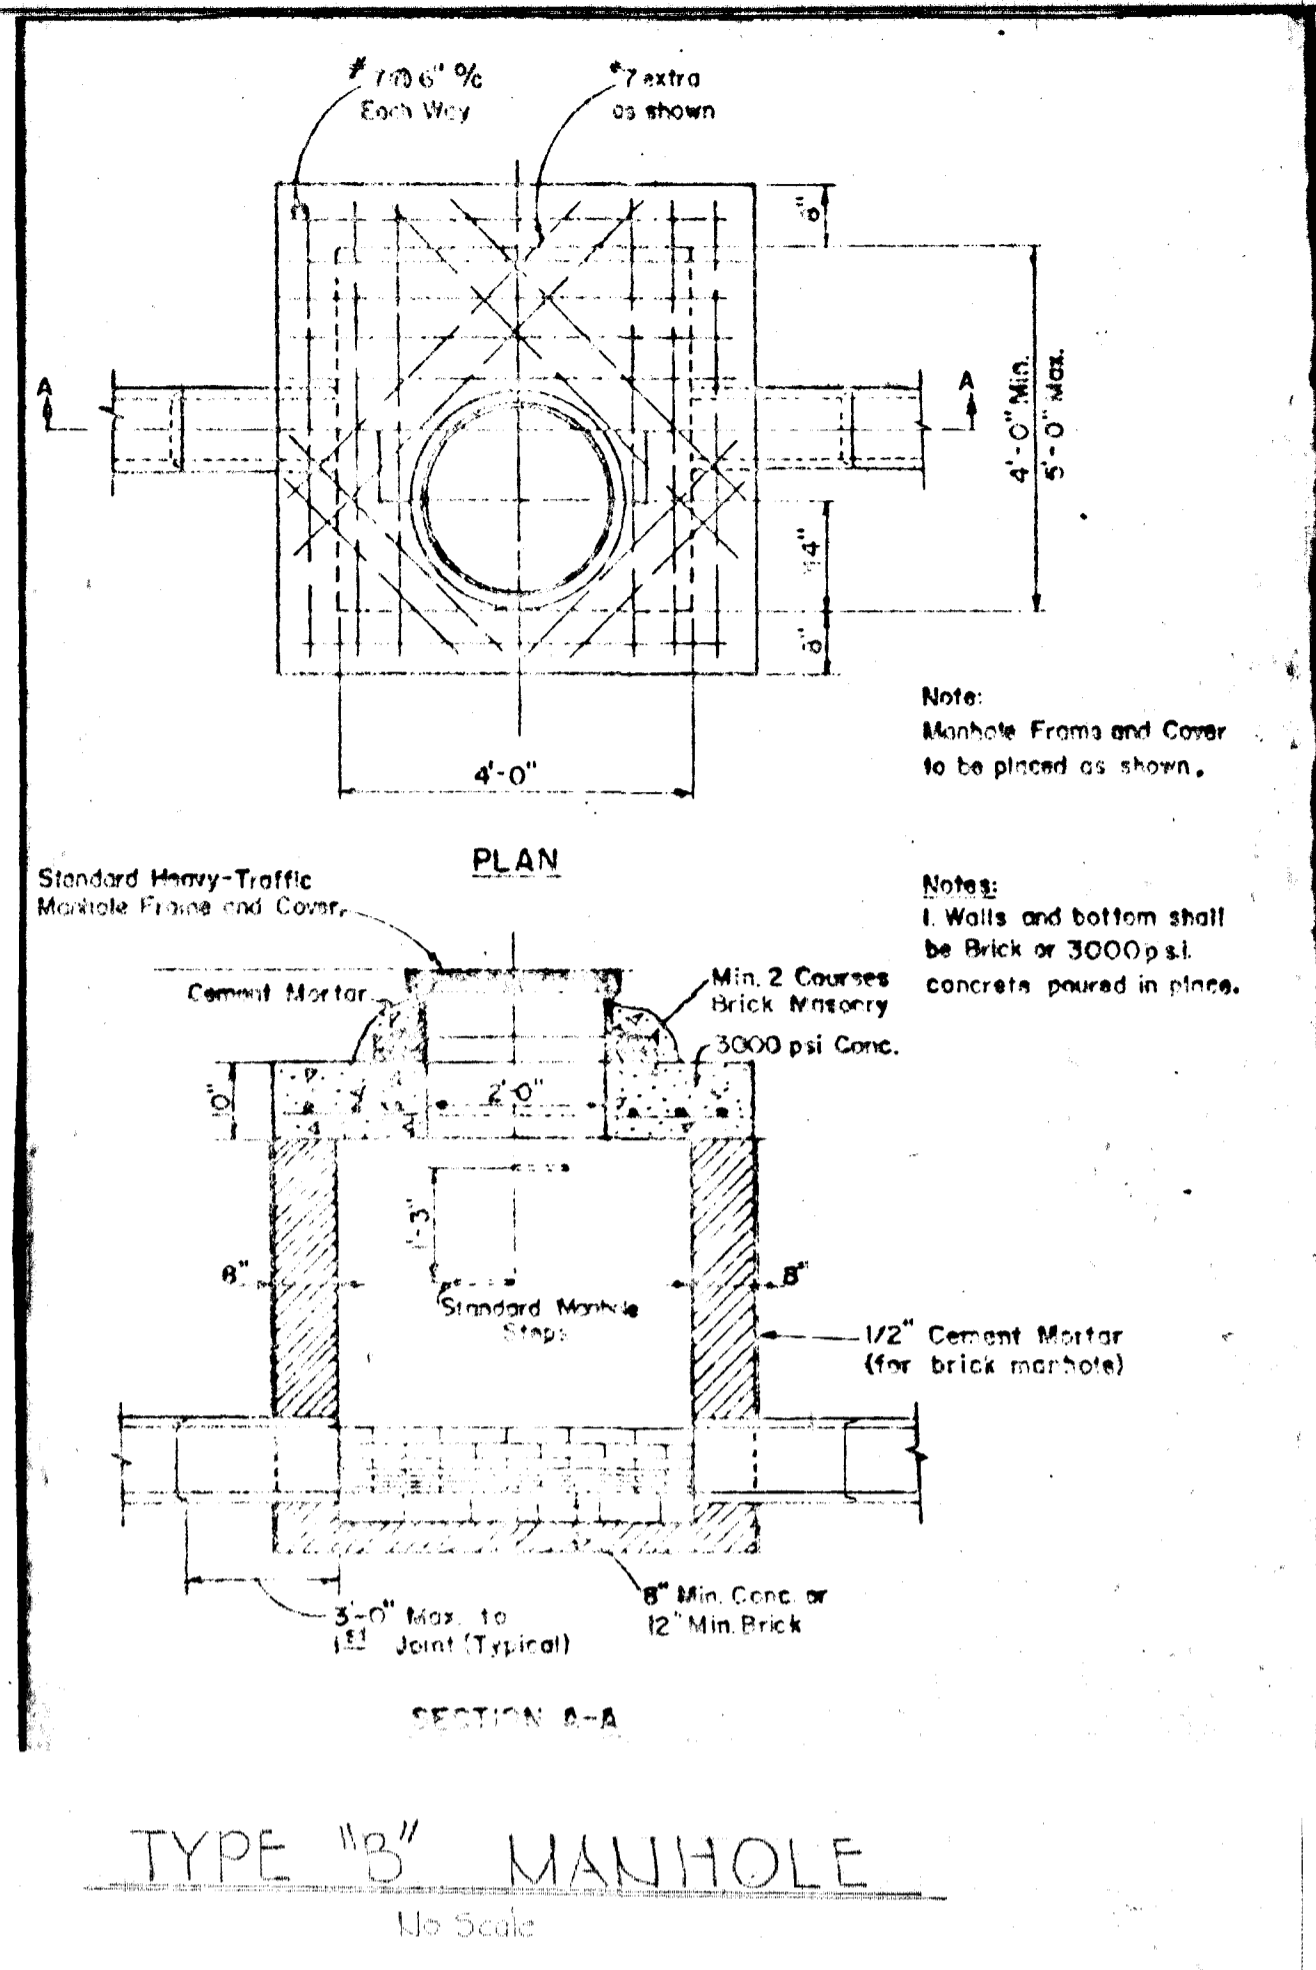 # 7 @ 6" %c
Each Way
#7 extra
as shown
8"
A
A
4'-0" Min.
5'-0" Max.
14"
8"
4'-0"
Note:
Manhole Frame and Cover
to be placed as shown.
PLAN
Standard Heavy-Traffic
Manhole Frame and Cover.
Notes:
1. Walls and bottom shall
be Brick or 3000 p.s.i.
concrete poured in place.
Cement Mortar
Min. 2 Courses
Brick Masonry
3000 psi Conc.
10"
2'-0"
1'-3"
8"
8"
Standard Manhole
Steps
1/2" Cement Mortar
(for brick manhole)
3'-0" Max. to
1st Joint (Typical)
8" Min. Conc. or
12" Min. Brick
SECTION A-A
TYPE "B" MANHOLE
No Scale